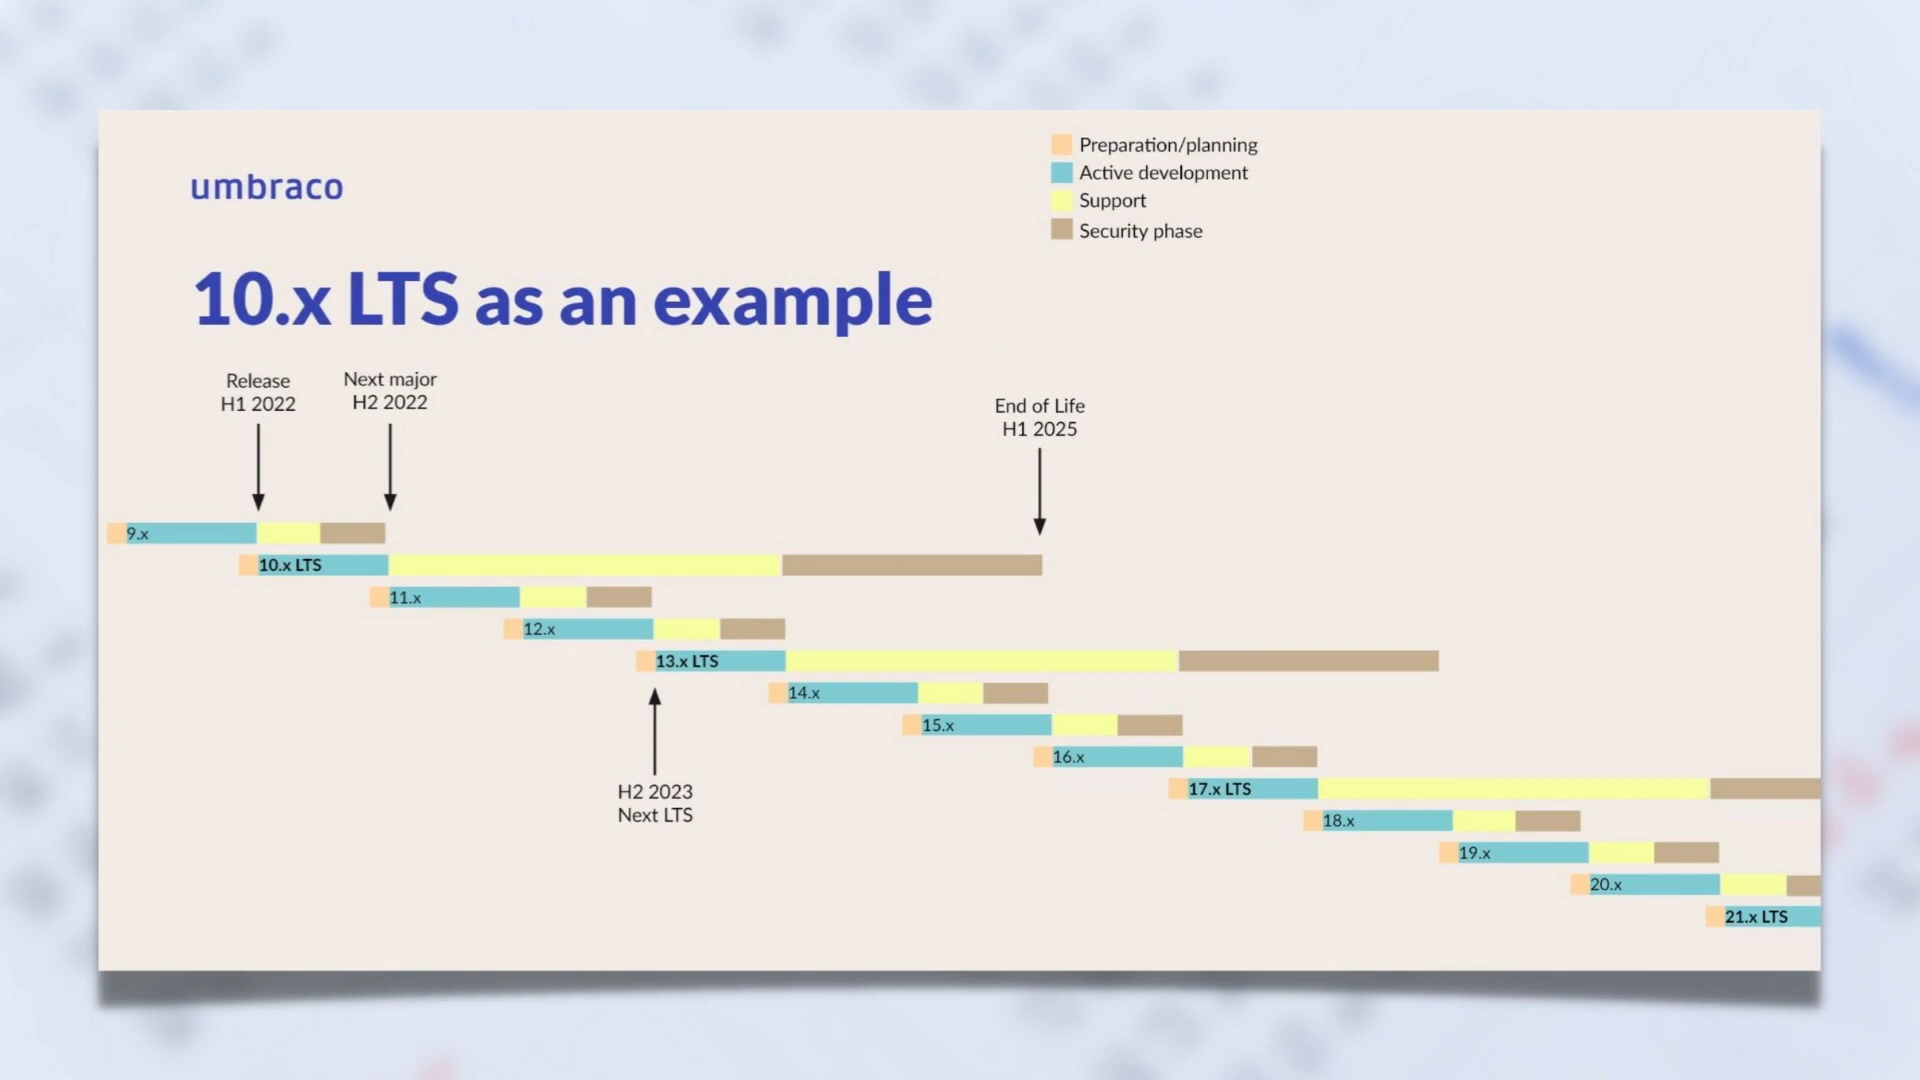 umbraco
Preparation/planning
Active development
Support
Security phase
10.x LTS as an example
Release
H1 2022
Next major
H2 2022
End of Life
H1 2025
9.x
10.x LTS
11.x
12.x
13.x LTS
14.x
15.x
16.x
H2 2023
Next LTS
17.x LTS
18.x
19.x
20.x
21.x LTS